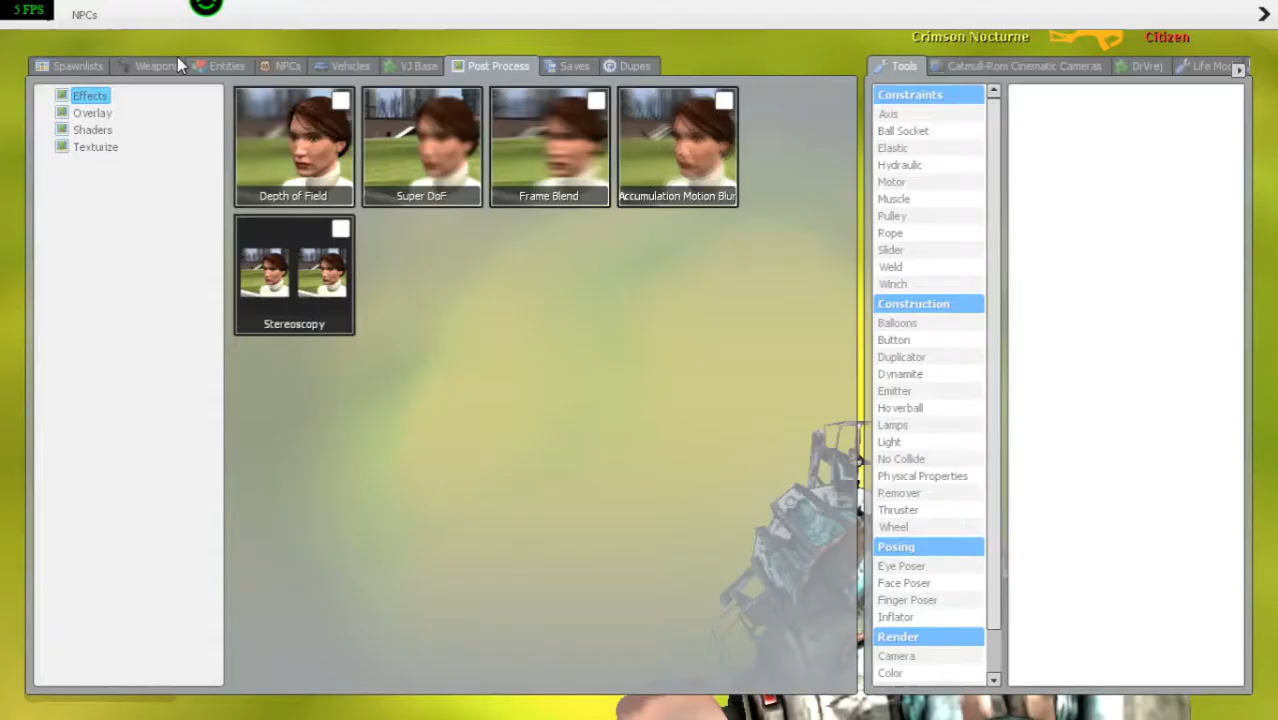 5 FPS
NPCs
Crimson Nocturne
Citizen
Spawnlists
Weapons
Entities
NPCs
Vehicles
VJ Base
Post Process
Saves
Dupes
Tools
Catmull-Rom Cinematic Cameras
DrVrej
Effects
Overlay
Shaders
Texturize
Depth of Field
Super DoF
Frame Blend
Accumulation Motion Blur
Stereoscopy
Constraints
Axis
Ball Socket
Elastic
Hydraulic
Motor
Muscle
Pulley
Rope
Slider
Weld
Winch
Construction
Balloons
Button
Duplicator
Dynamite
Emitter
Hoverball
Lamps
Light
No Collide
Physical Properties
Remover
Thruster
Wheel
Posing
Eye Poser
Face Poser
Finger Poser
Inflator
Render
Camera
Color